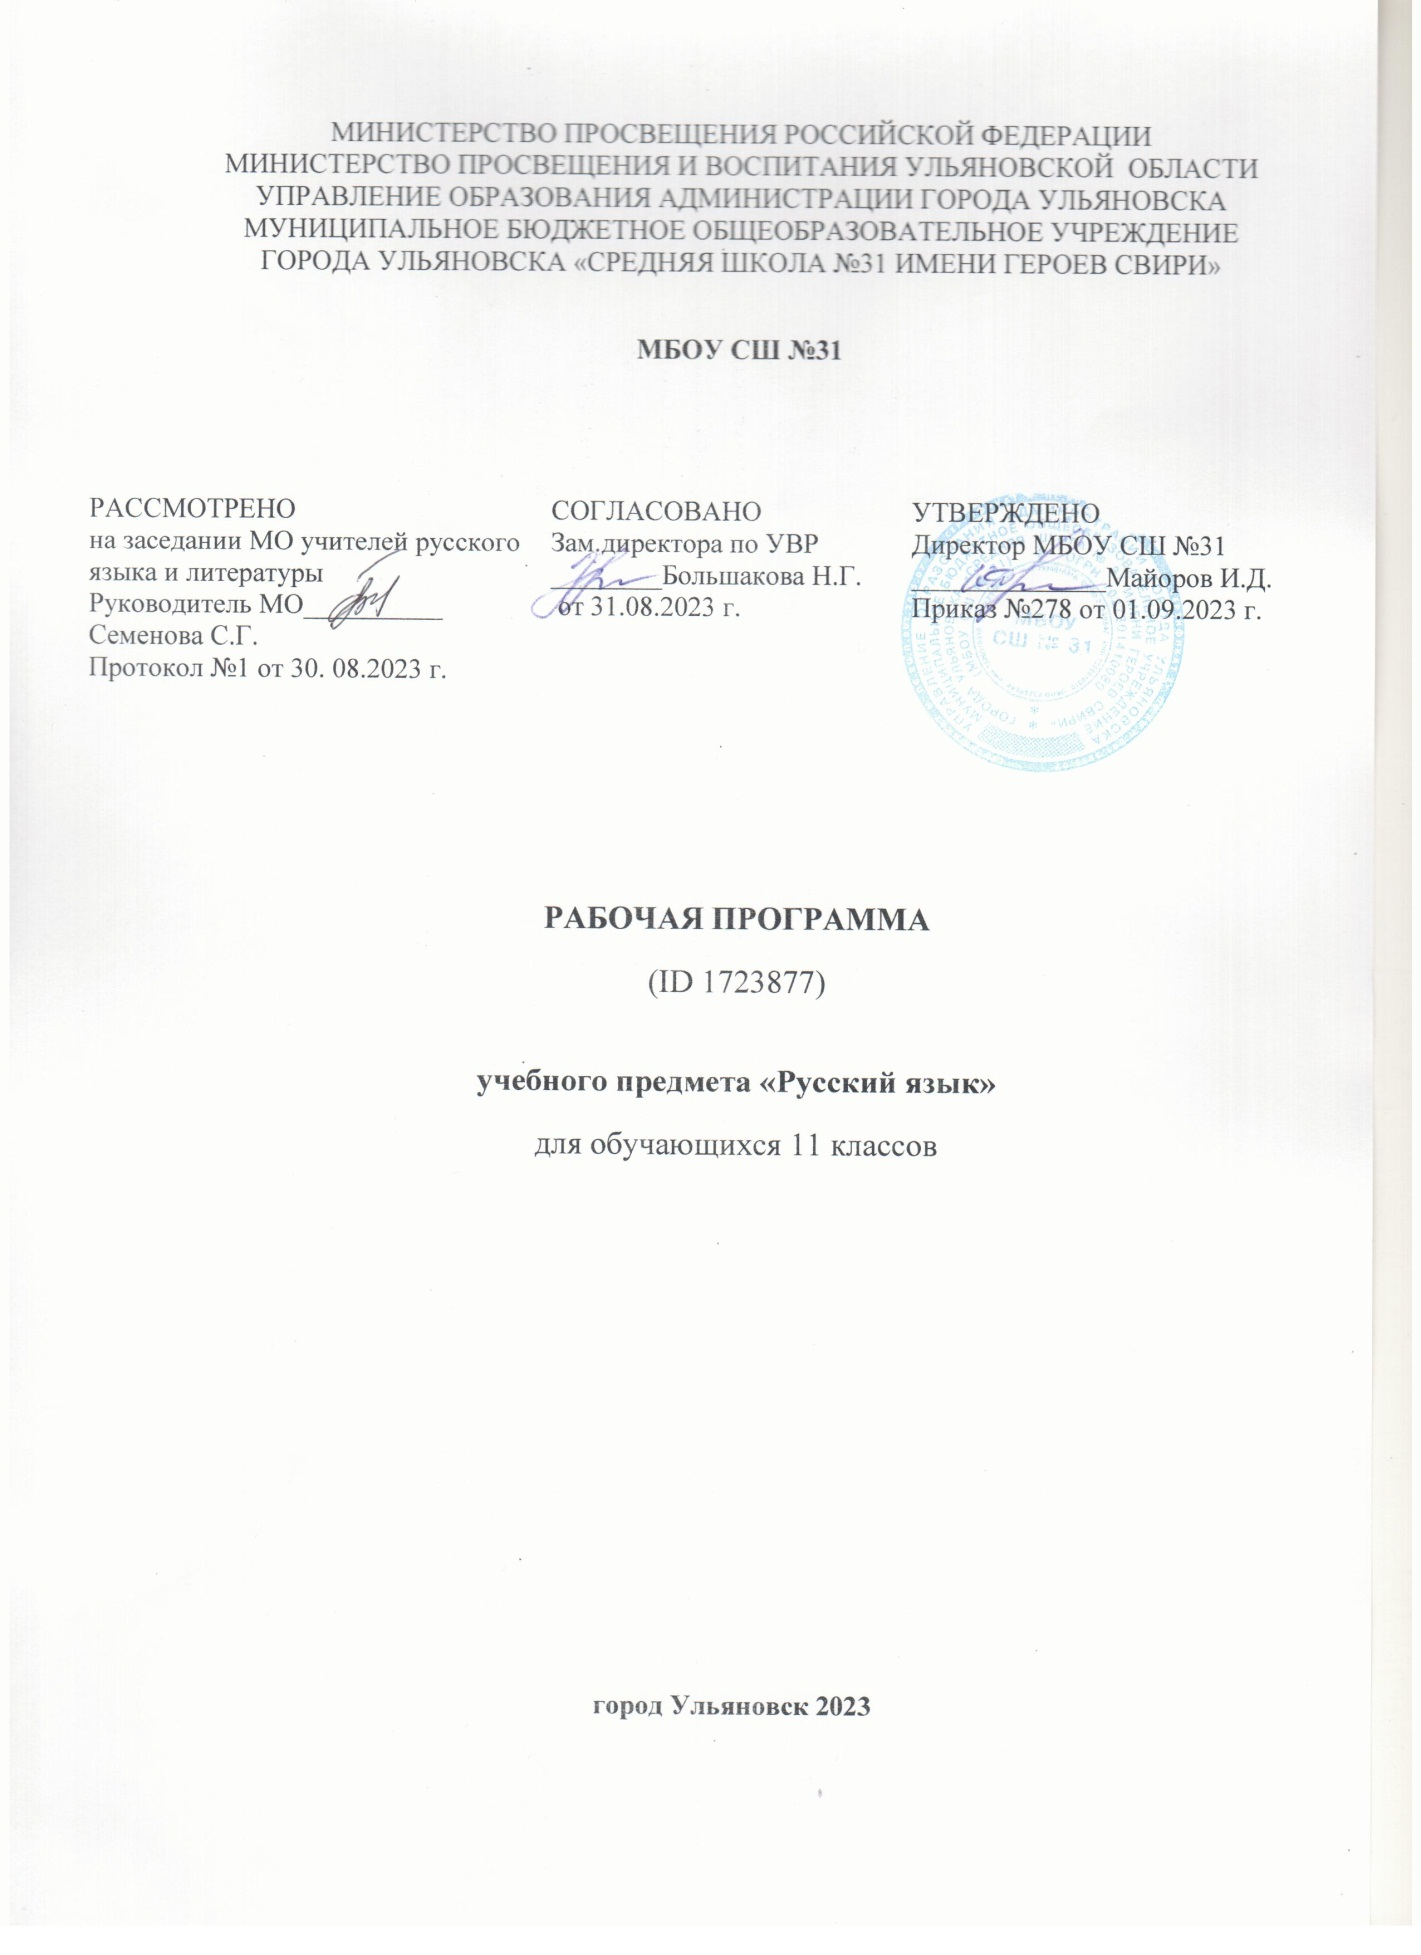 МИНИСТЕРСТВО ПРОСВЕЩЕНИЯ РОССИЙСКОЙ ФЕДЕРАЦИИ
МИНИСТЕРСТВО ПРОСВЕЩЕНИЯ И ВОСПИТАНИЯ УЛЬЯНОВСКОЙ ОБЛАСТИ
УПРАВЛЕНИЕ ОБРАЗОВАНИЯ АДМИНИСТРАЦИИ ГОРОДА УЛЬЯНОВСКА
МУНИЦИПАЛЬНОЕ БЮДЖЕТНОЕ ОБЩЕОБРАЗОВАТЕЛЬНОЕ УЧРЕЖДЕНИЕ
ГОРОДА УЛЬЯНОВСКА «СРЕДНЯЯ ШКОЛА №31 ИМЕНИ ГЕРОЕВ СВИРИ»
МБОУ СШ №31
РАССМОТРЕНО
на заседании МО учителей русского
языка и литературы
Руководитель МО__________
Семенова С.Г.
Протокол №1 от 30. 08.2023 г.
СОГЛАСОВАНО
Зам.директора по УВР
________Большакова Н.Г.
от 31.08.2023 г.
УТВЕРЖДЕНО
Директор МБОУ СШ №31
______________Майоров И.Д.
Приказ №278 от 01.09.2023 г.
МБОУ
СШ № 31
РАБОЧАЯ ПРОГРАММА
(ID 1723877)
учебного предмета «Русский язык»
для обучающихся 11 классов
город Ульяновск 2023